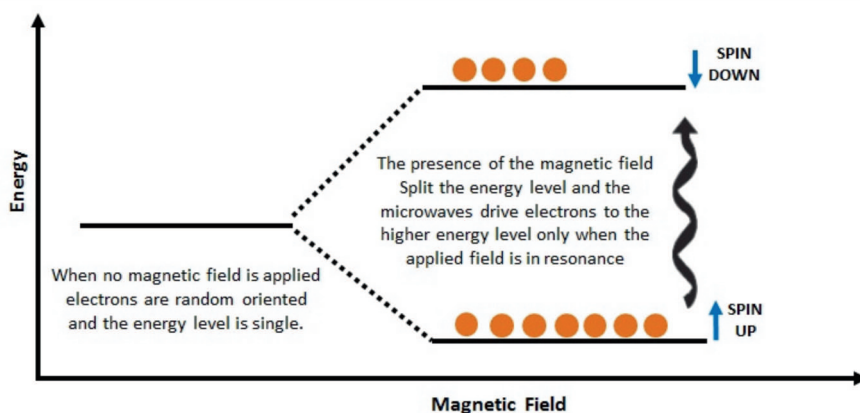 SPIN
DOWN
Energy
The presence of the magnetic field
Split the energy level and the
microwaves drive electrons to the
higher energy level only when the
applied field is in resonance
When no magnetic field is applied
electrons are random oriented
and the energy level is single.
SPIN
UP
Magnetic Field